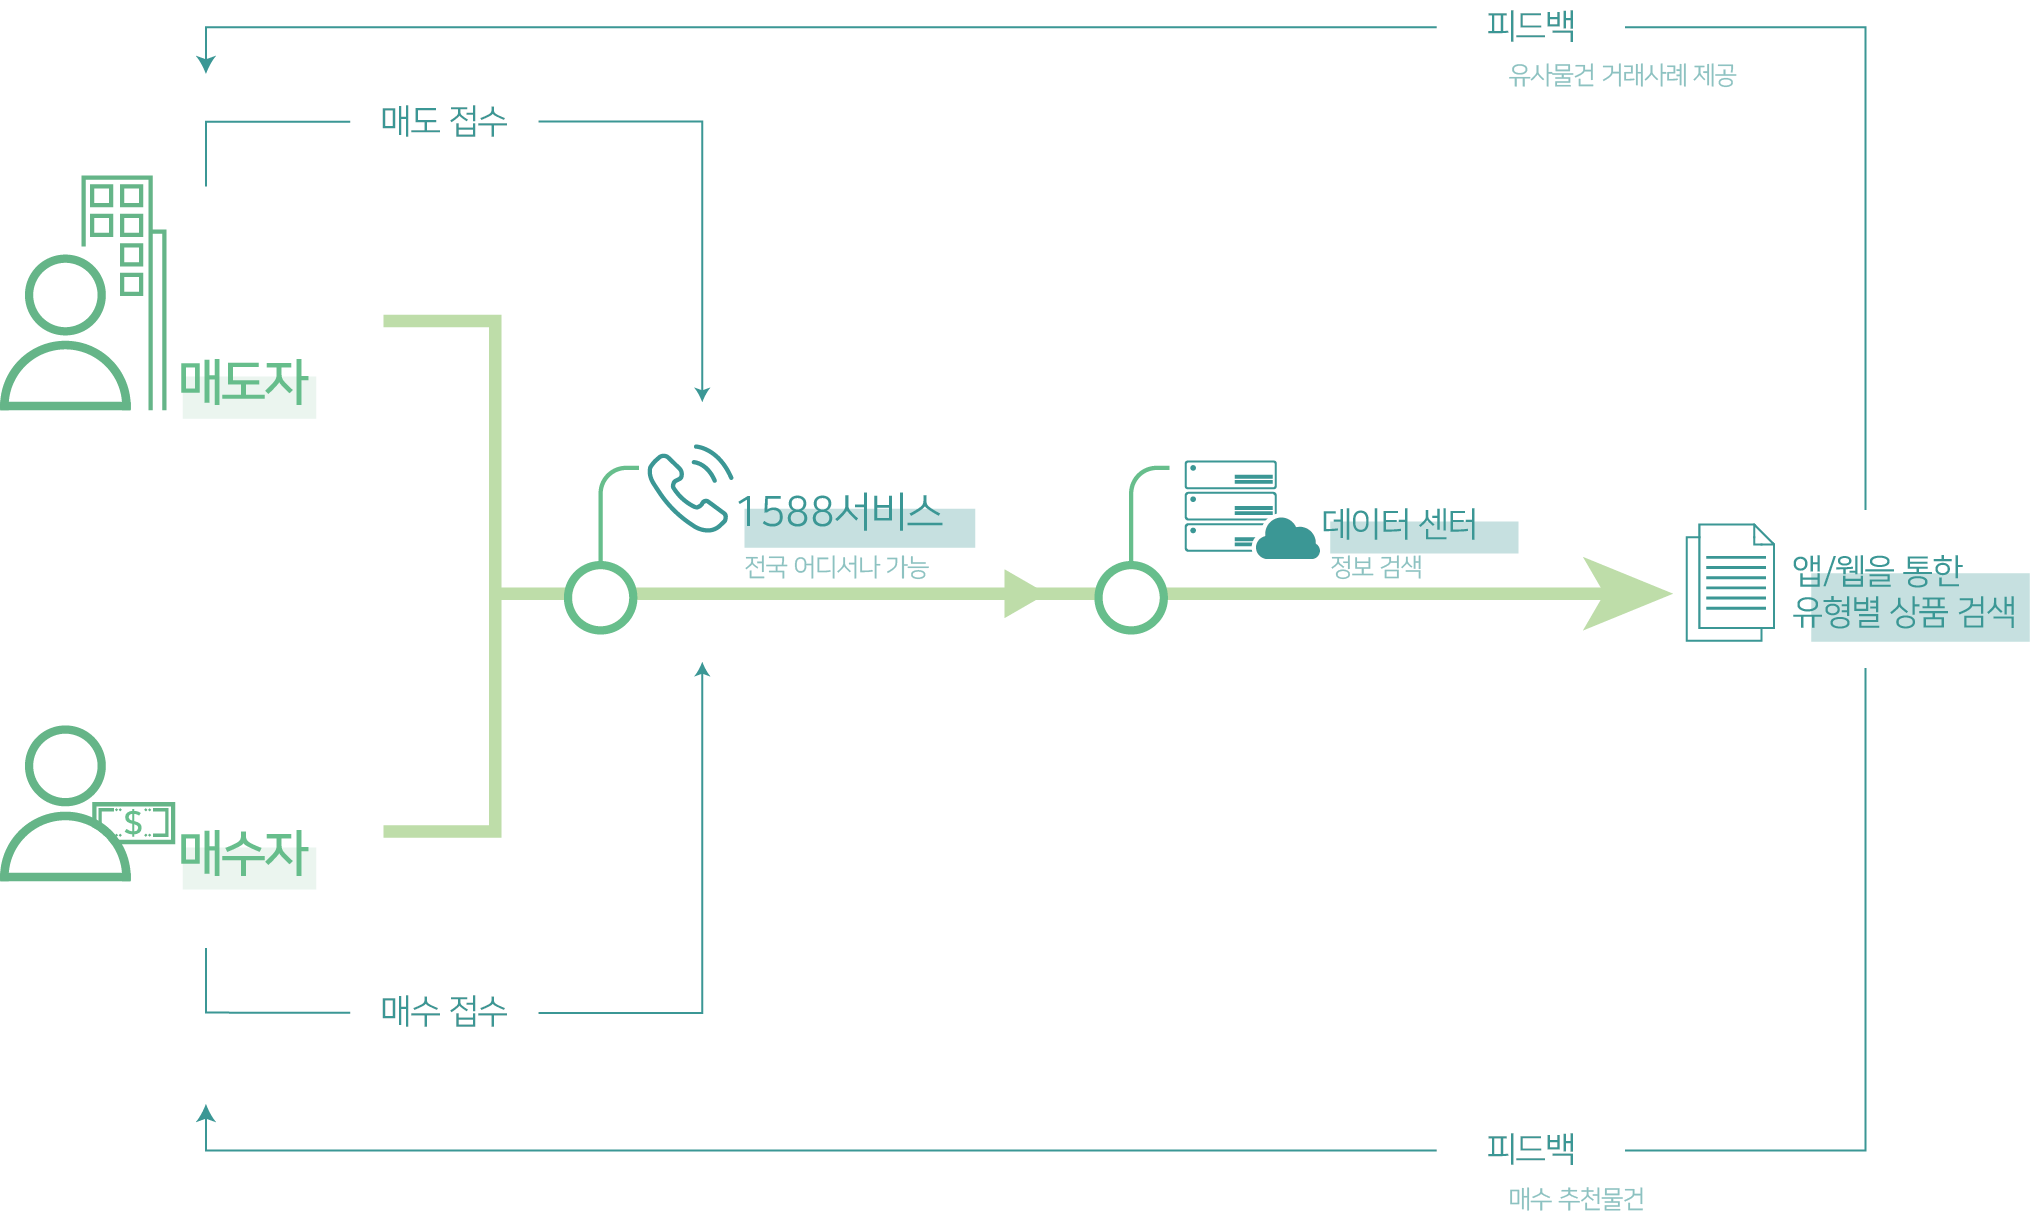 피드백
유사물건 거래사례 제공
매도 접수
매도자
1588서비스
전국 어디서나 가능
데이터 센터
정보 검색
앱/웹을 통한
유형별 상품 검색
$
매수자
매수 접수
피드백
매수 추천물건